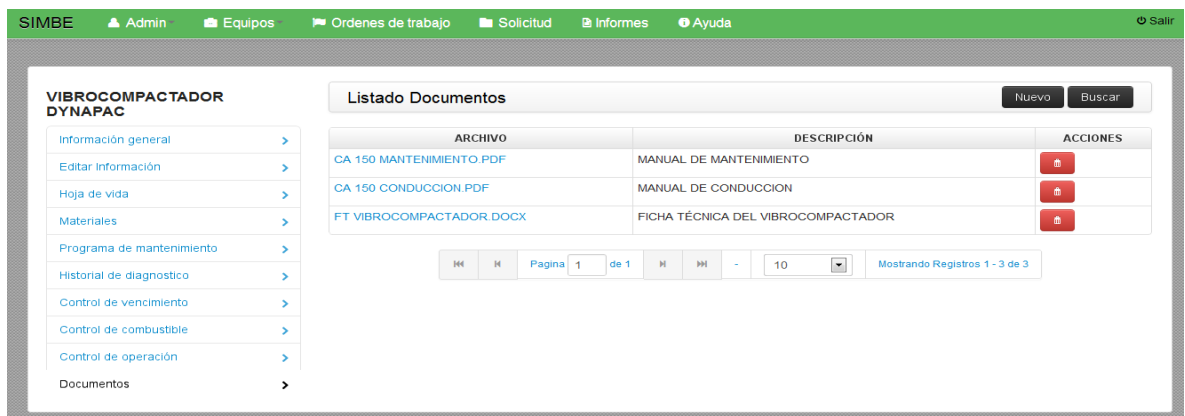 SIMBE Admin Equipos Ordenes de trabajo Solicitud Informes Ayuda Salir
VIBROCOMPACTADOR
DYNAPAC
Información general
Editar Información
Hoja de vida
Materiales
Programa de mantenimiento
Historial de diagnostico
Control de vencimiento
Control de combustible
Control de operación
Documentos
Listado Documentos Nuevo Buscar
ARCHIVO DESCRIPCIÓN ACCIONES
CA 150 MANTENIMIENTO.PDF MANUAL DE MANTENIMIENTO
CA 150 CONDUCCION.PDF MANUAL DE CONDUCCION
FT VIBROCOMPACTADOR.DOCX FICHA TÉCNICA DEL VIBROCOMPACTADOR
Pagina 1 de 1 - 10 Mostrando Registros 1 - 3 de 3